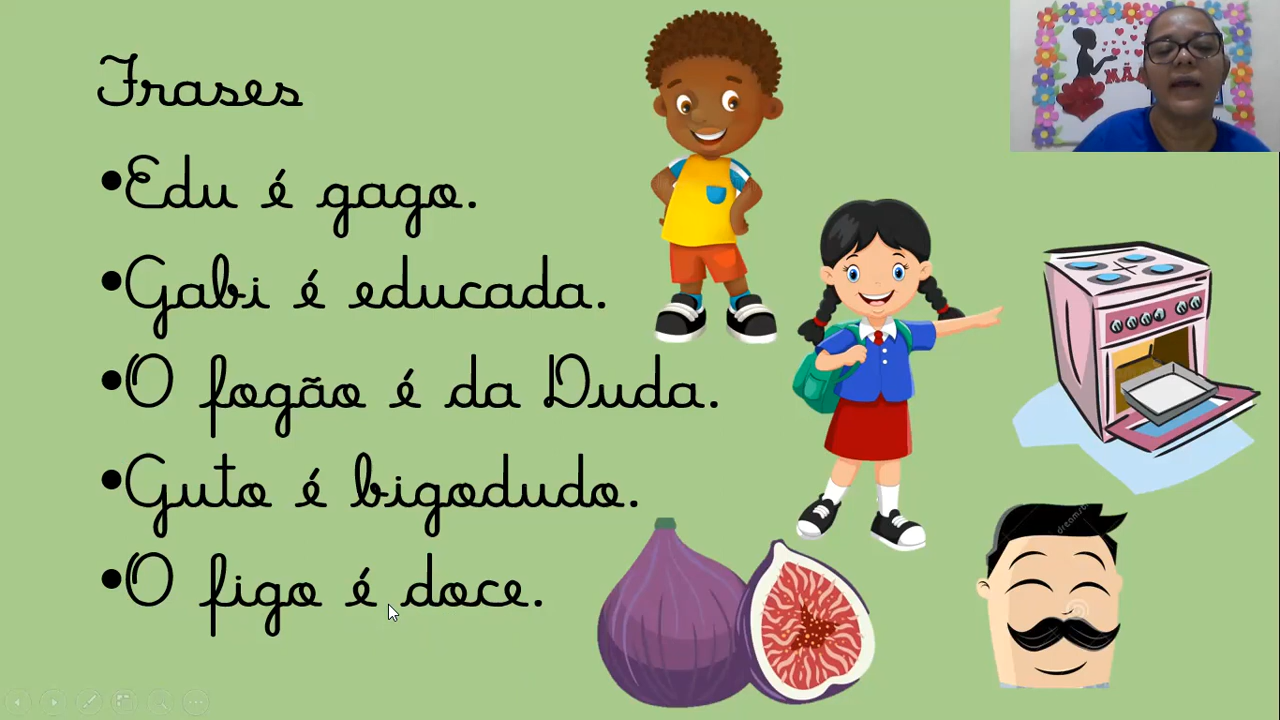 Frases
•Edu é gago.
•Gabi é educada.
•O fogão é da Duda.
•Guto é bigodudo.
•O figo é doce.